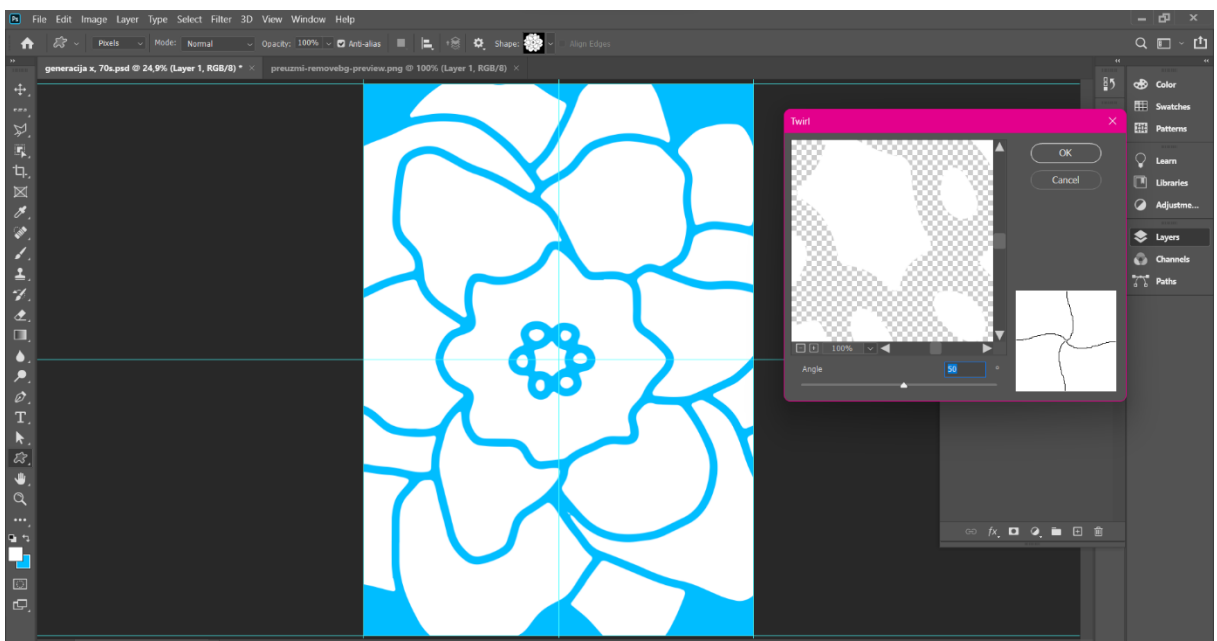 Ps File Edit Image Layer Type Select Filter 3D View Window Help
Pixels Mode: Normal Opacity: 100% Anti-alias Shape: Align Edges
generacija x, 70s.psd @ 24,9% (Layer 1, RGB/8) * × preuzmi-removebg-preview.png @ 100% (Layer 1, RGB/8) ×
Color
Swatches
Patterns
Learn
Libraries
Adjustme...
Layers
Channels
Paths
Twirl
OK
Cancel
100%
Angle 50 °
fx